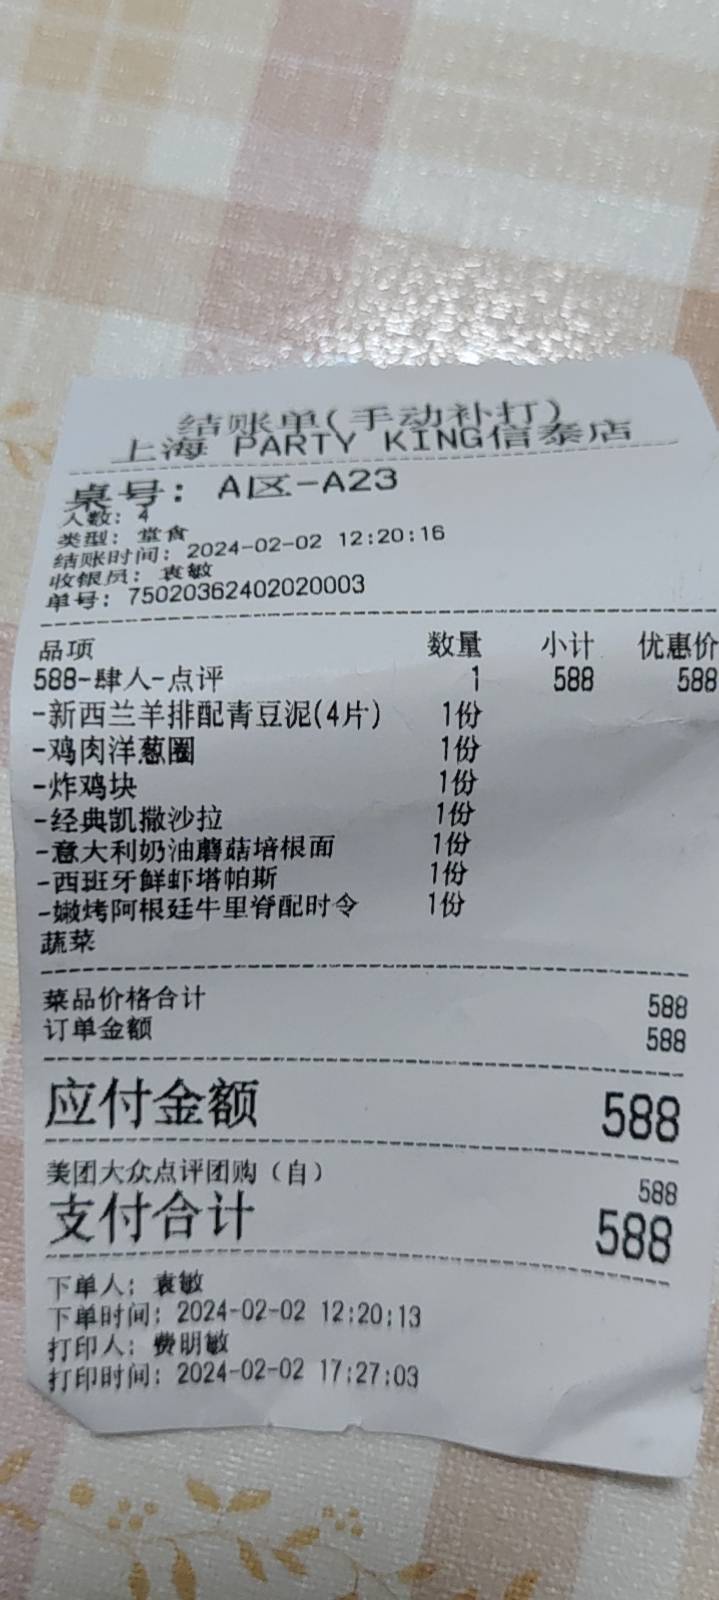 结账单(手动补打)
上海 PARTY KING信泰店
桌号: A区-A23
人数: 4
类型: 堂食
结账时间: 2024-02-02 12:20:16
收银员: 袁敏
单号: 75020362402020003
品项 数量 小计 优惠价
588-肆人-点评 1 588 588
-新西兰羊排配青豆泥(4片) 1份
-鸡肉洋葱圈 1份
-炸鸡块 1份
-经典凯撒沙拉 1份
-意大利奶油蘑菇培根面 1份
-西班牙鲜虾塔帕斯 1份
-嫩烤阿根廷牛里脊配时令 1份
蔬菜
菜品价格合计 588
订单金额 588
应付金额 588
美团大众点评团购（自） 588
支付合计 588
下单人: 袁敏
下单时间: 2024-02-02 12:20:13
打印人: 费明敏
打印时间: 2024-02-02 17:27:03